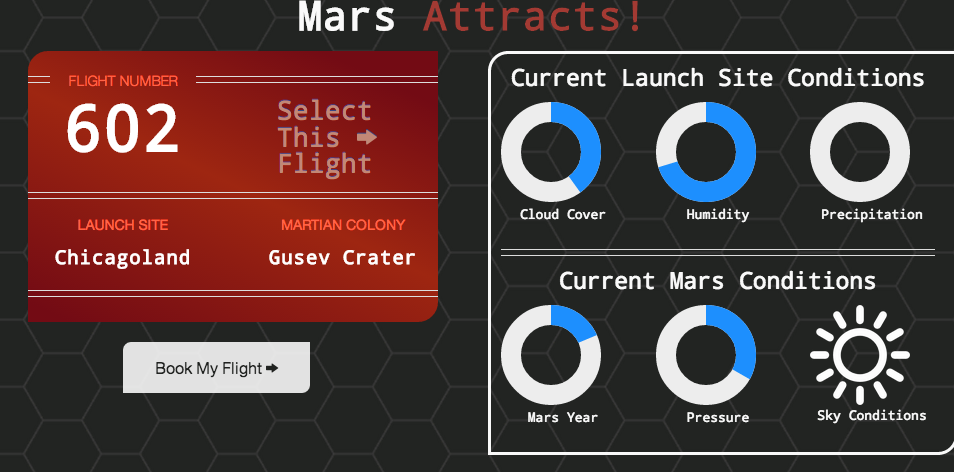 Mars Attracts!
FLIGHT NUMBER
602
Select
This
Flight
LAUNCH SITE
MARTIAN COLONY
Chicagoland
Gusev Crater
Book My Flight
Current Launch Site Conditions
Cloud Cover
Humidity
Precipitation
Current Mars Conditions
Mars Year
Pressure
Sky Conditions